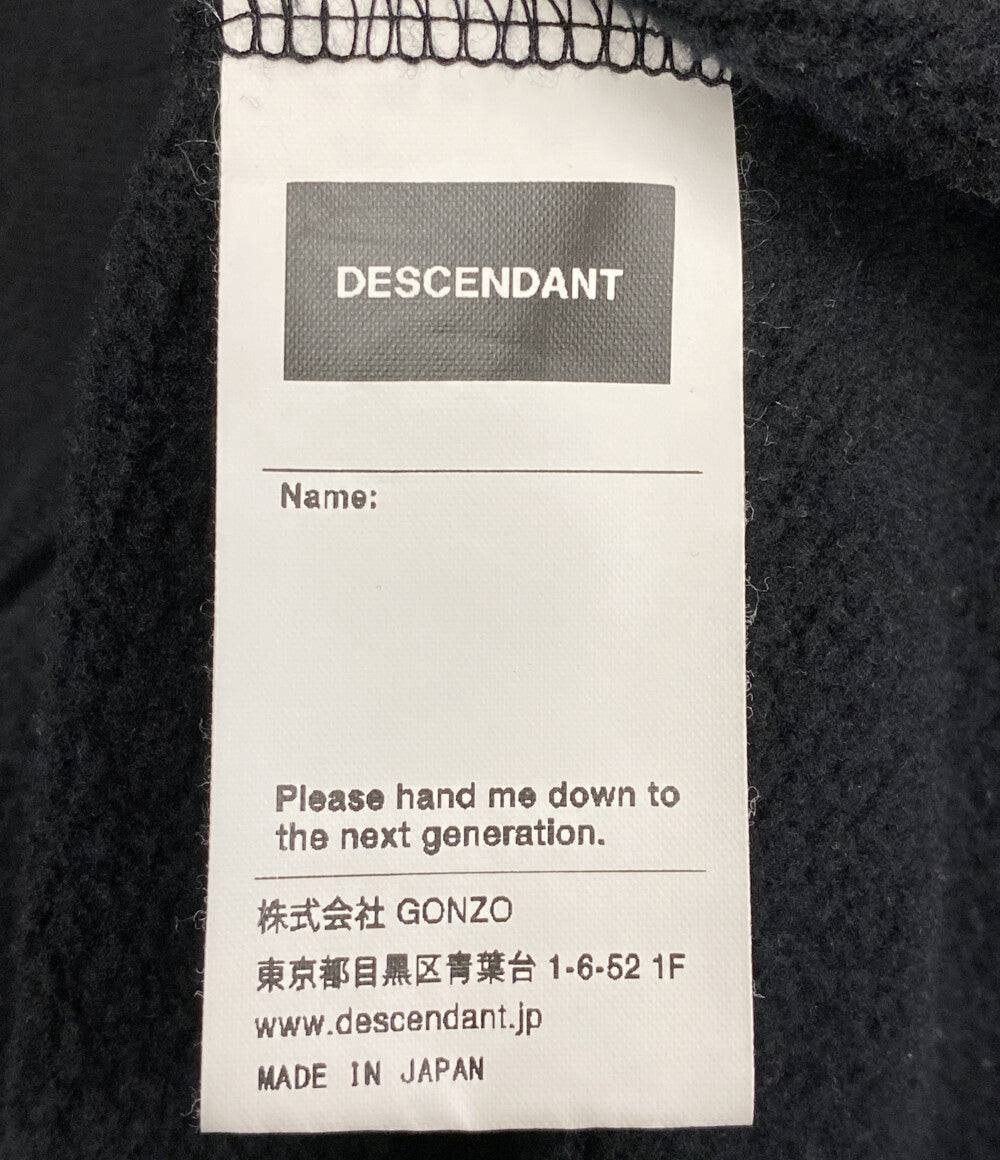 DESCENDANT
Name:
Please hand me down to
the next generation.
株式会社 GONZO
東京都目黒区青葉台 1-6-52 1F
www.descendant.jp
MADE IN JAPAN